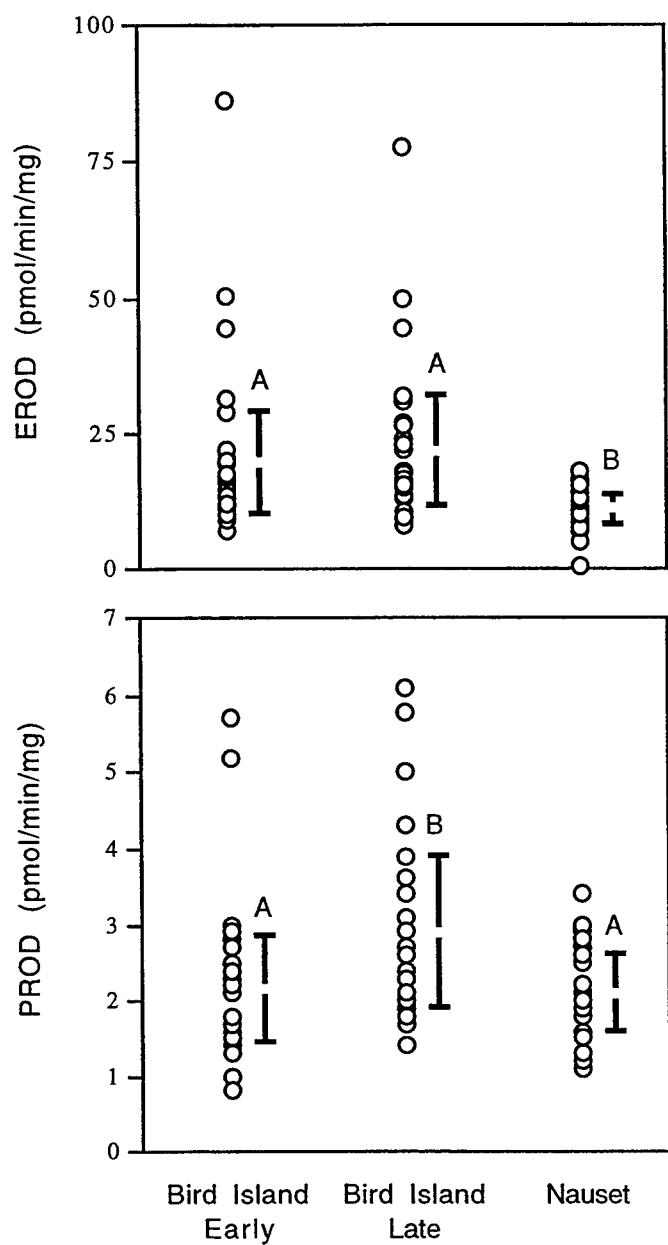 100
75
50
25
0
EROD (pmol/min/mg)
A
A
B
7
6
5
4
3
2
1
0
PROD (pmol/min/mg)
A
B
A
Bird Island Early
Bird Island Late
Nauset